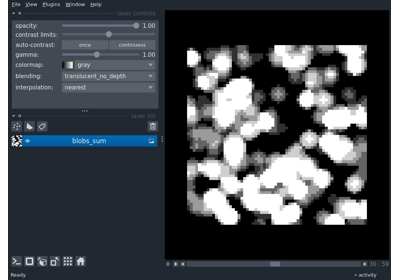 File View Plugins Window Help
layer controls
opacity: 1.00
contrast limits:
auto-contrast: once continuous
gamma: 1.00
colormap: gray
blending: translucent_no_depth
interpolation: nearest
layer list
blobs_sum
30 59
Ready
activity